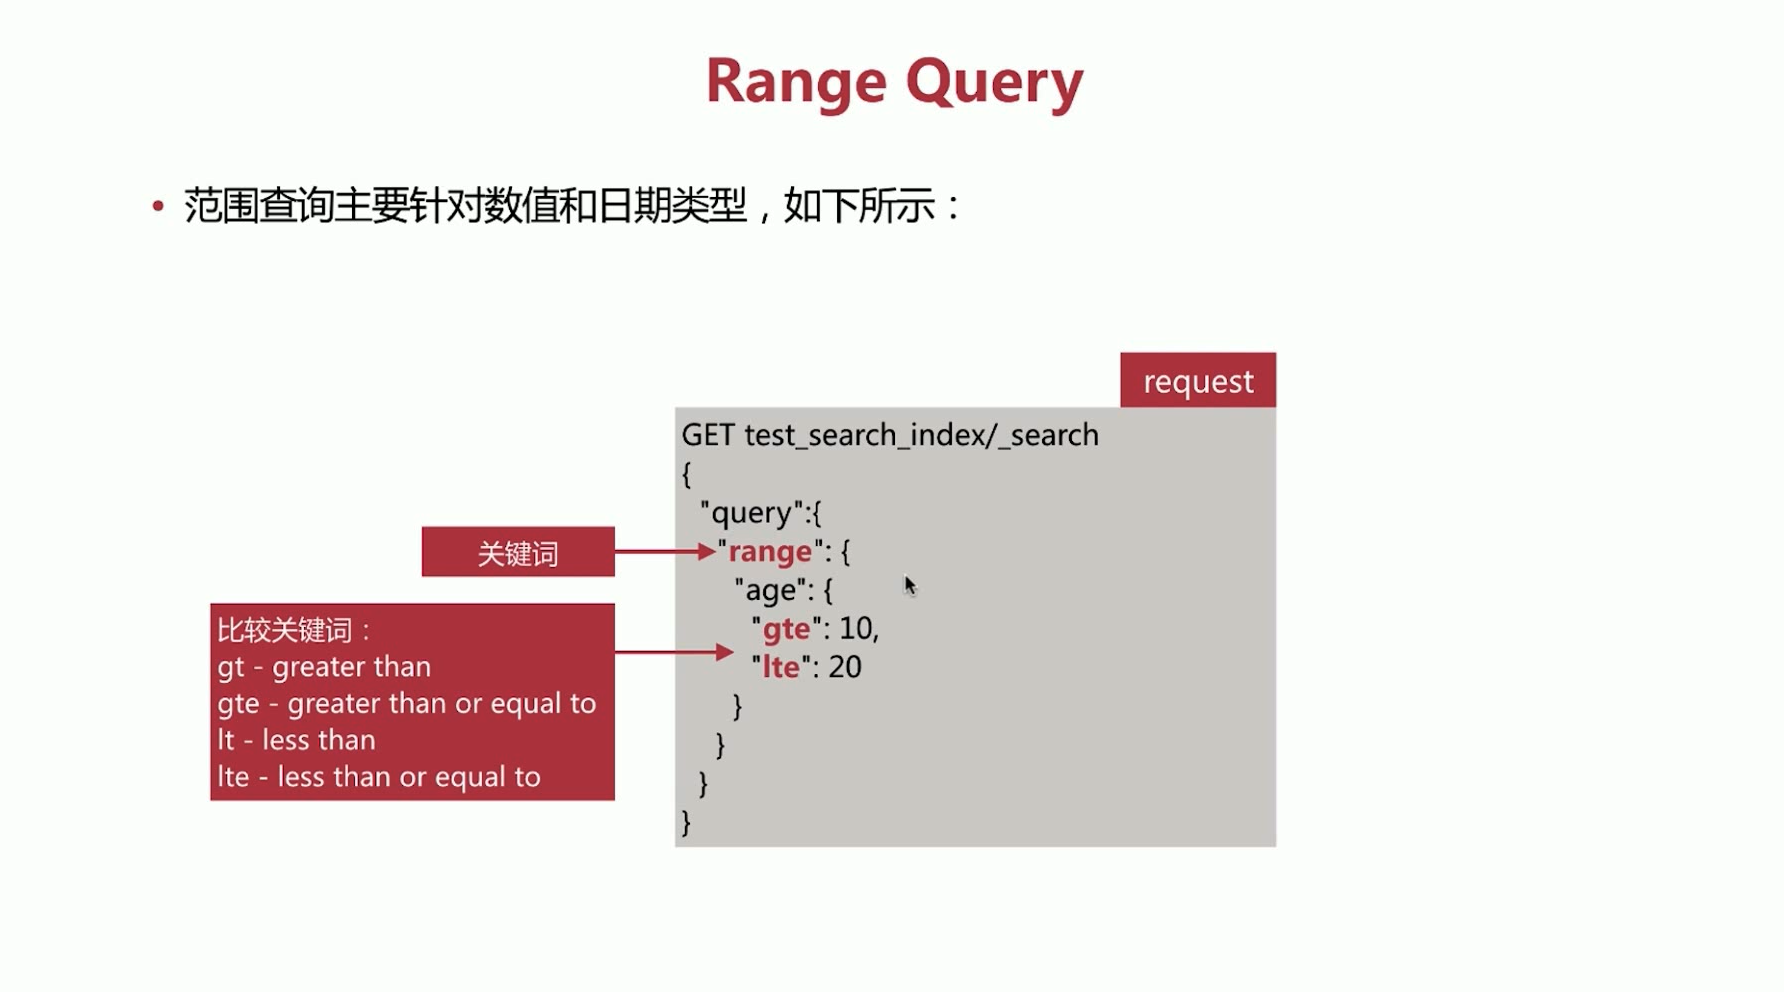 Range Query
• 范围查询主要针对数值和日期类型，如下所示：
request
GET test_search_index/_search
{
"query":{
关键词
"range": {
"age": {
"gte": 10,
"lte": 20
}
}
}
}
比较关键词：
gt - greater than
gte - greater than or equal to
lt - less than
lte - less than or equal to